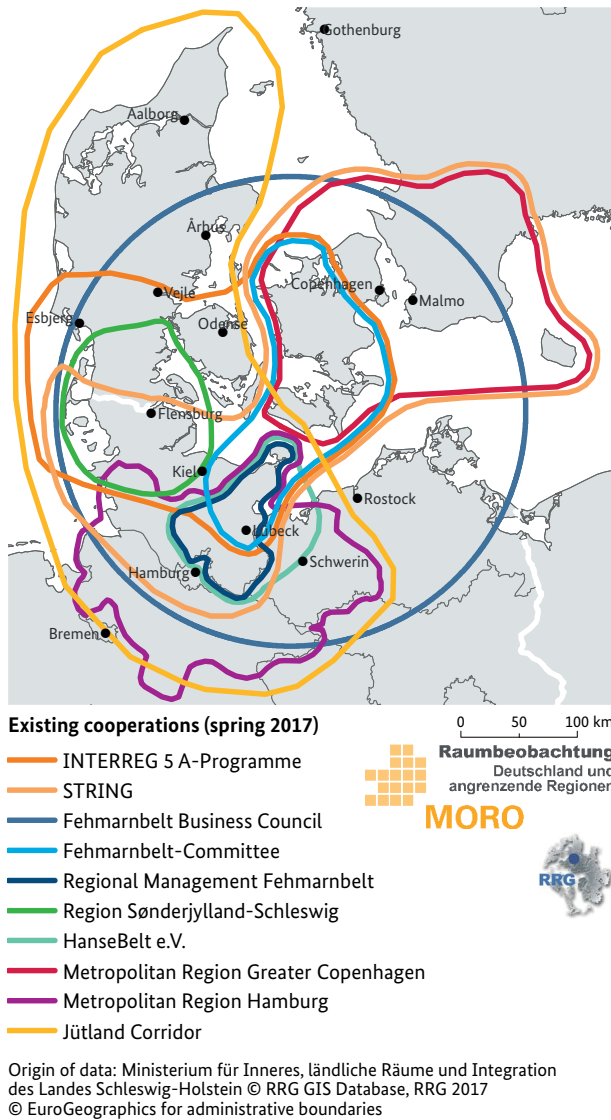 Gothenburg
Aalborg
Århus
Copenhagen
Vejle
Malmo
Esbjerg
Odense
Flensburg
Kiel
Rostock
Lübeck
Schwerin
Hamburg
Bremen
Existing cooperations (spring 2017)
0 50 100 km
INTERREG 5 A-Programme
STRING
Fehmarnbelt Business Council
Fehmarnbelt-Committee
Regional Management Fehmarnbelt
Region Sønderjylland-Schleswig
HanseBelt e.V.
Metropolitan Region Greater Copenhagen
Metropolitan Region Hamburg
Jütland Corridor
Raumbeobachtung
Deutschland und
angrenzende Regionen
MORO
RRG
Origin of data: Ministerium für Inneres, ländliche Räume und Integration
des Landes Schleswig-Holstein © RRG GIS Database, RRG 2017
© EuroGeographics for administrative boundaries